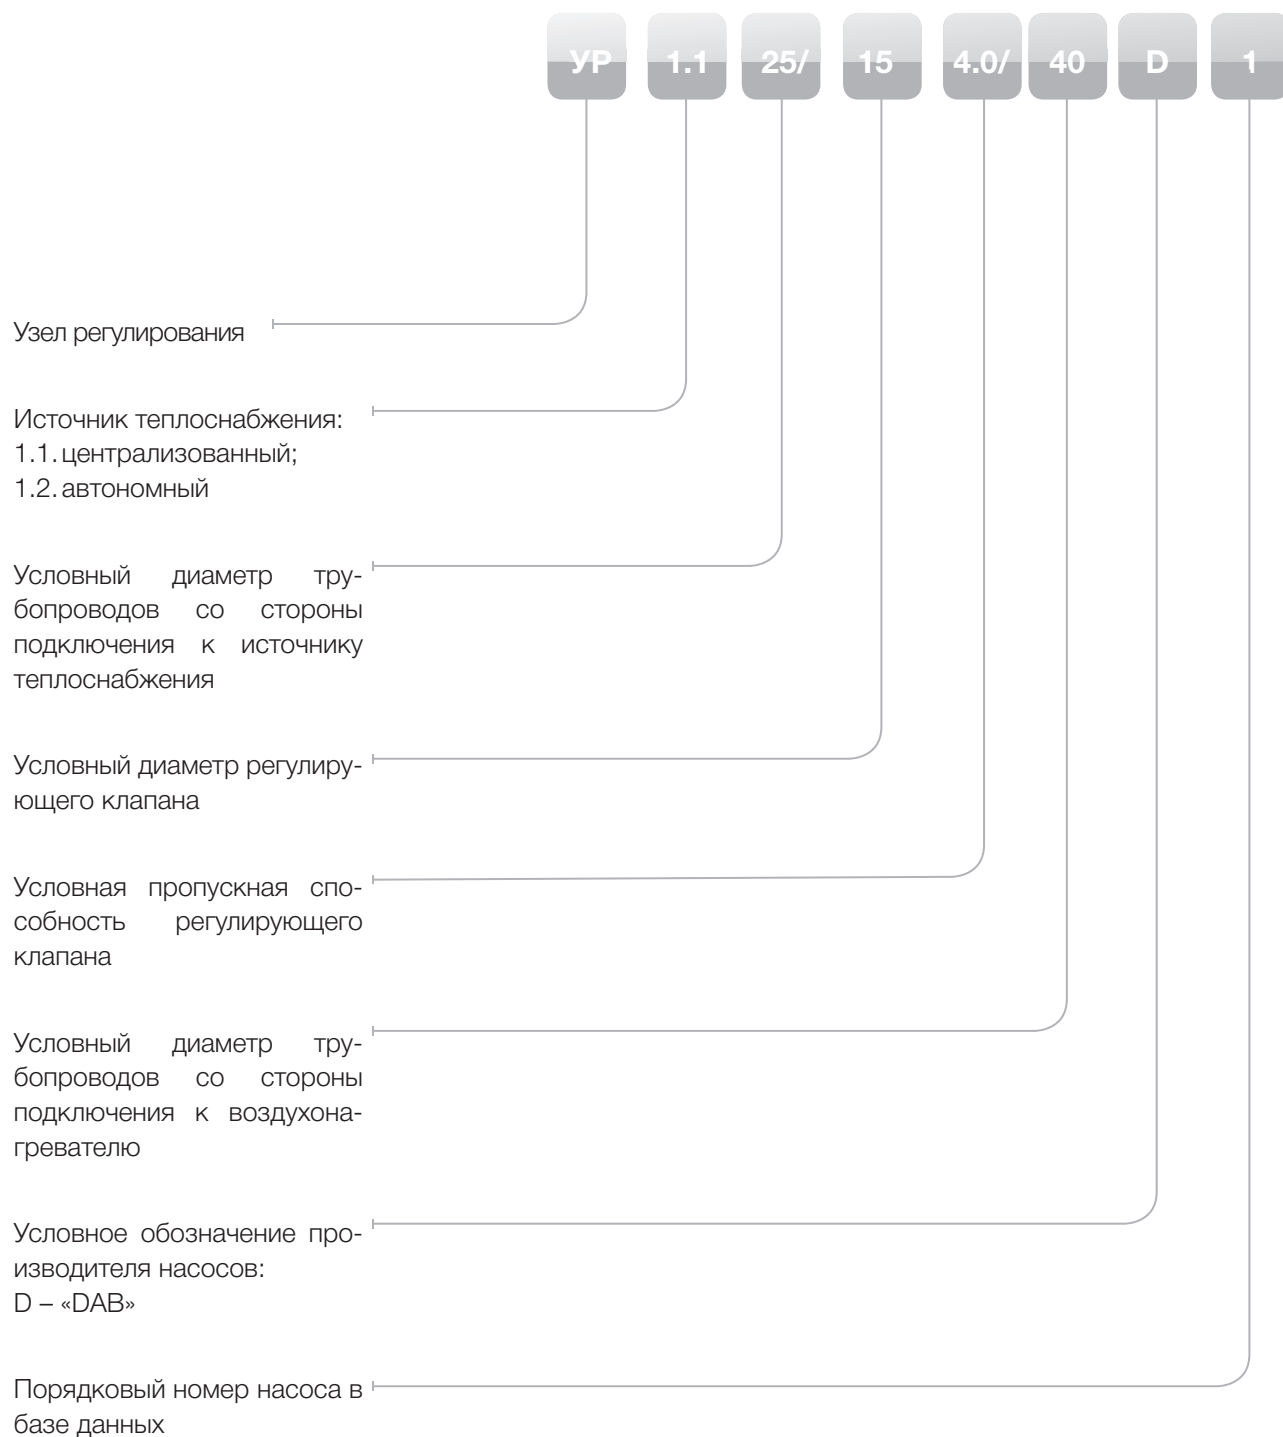 УР 1.1 25/ 15 4.0/ 40 D 1
Узел регулирования
Источник теплоснабжения:
1.1. централизованный;
1.2. автономный
Условный диаметр тру-
бопроводов со стороны
подключения к источнику
теплоснабжения
Условный диаметр регулиру-
ющего клапана
Условная пропускная спо-
собность регулирующего
клапана
Условный диаметр тру-
бопроводов со стороны
подключения к воздухона-
гревателю
Условное обозначение про-
изводителя насосов:
D – «DAB»
Порядковый номер насоса в
базе данных